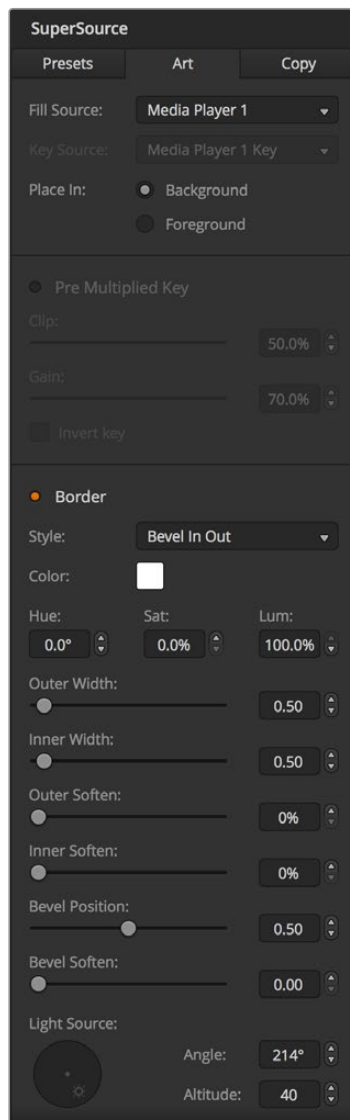 SuperSource
Presets Art Copy
Fill Source: Media Player 1
Key Source: Media Player 1 Key
Place In: Background
Foreground
Pre Multiplied Key
Clip:
50.0%
Gain:
70.0%
Invert key
Border
Style: Bevel In Out
Color:
Hue: Sat: Lum:
0.0° 0.0% 100.0%
Outer Width:
0.50
Inner Width:
0.50
Outer Soften:
0%
Inner Soften:
0%
Bevel Position:
0.50
Bevel Soften:
0.00
Light Source:
Angle: 214°
Altitude: 40